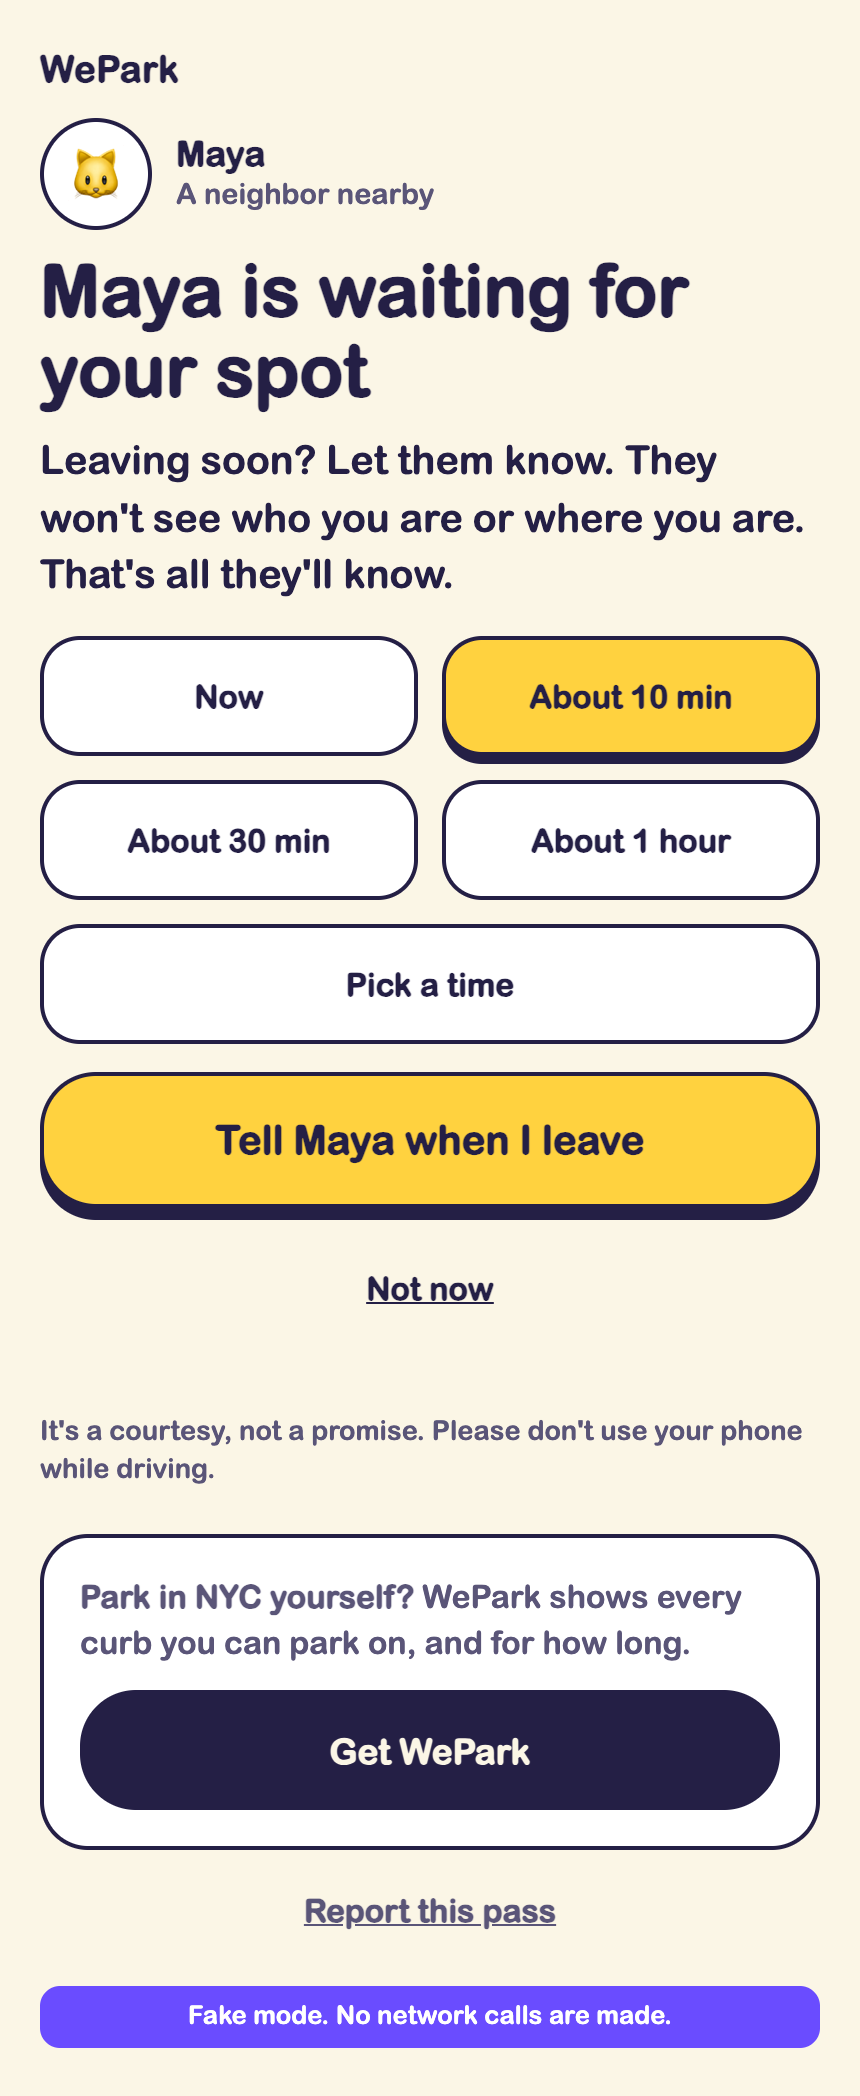 WePark
Maya
A neighbor nearby
Maya is waiting for
your spot
Leaving soon? Let them know. They
won't see who you are or where you are.
That's all they'll know.
Now
About 10 min
About 30 min
About 1 hour
Pick a time
Tell Maya when I leave
Not now
It's a courtesy, not a promise. Please don't use your phone
while driving.
Park in NYC yourself? WePark shows every
curb you can park on, and for how long.
Get WePark
Report this pass
Fake mode. No network calls are made.